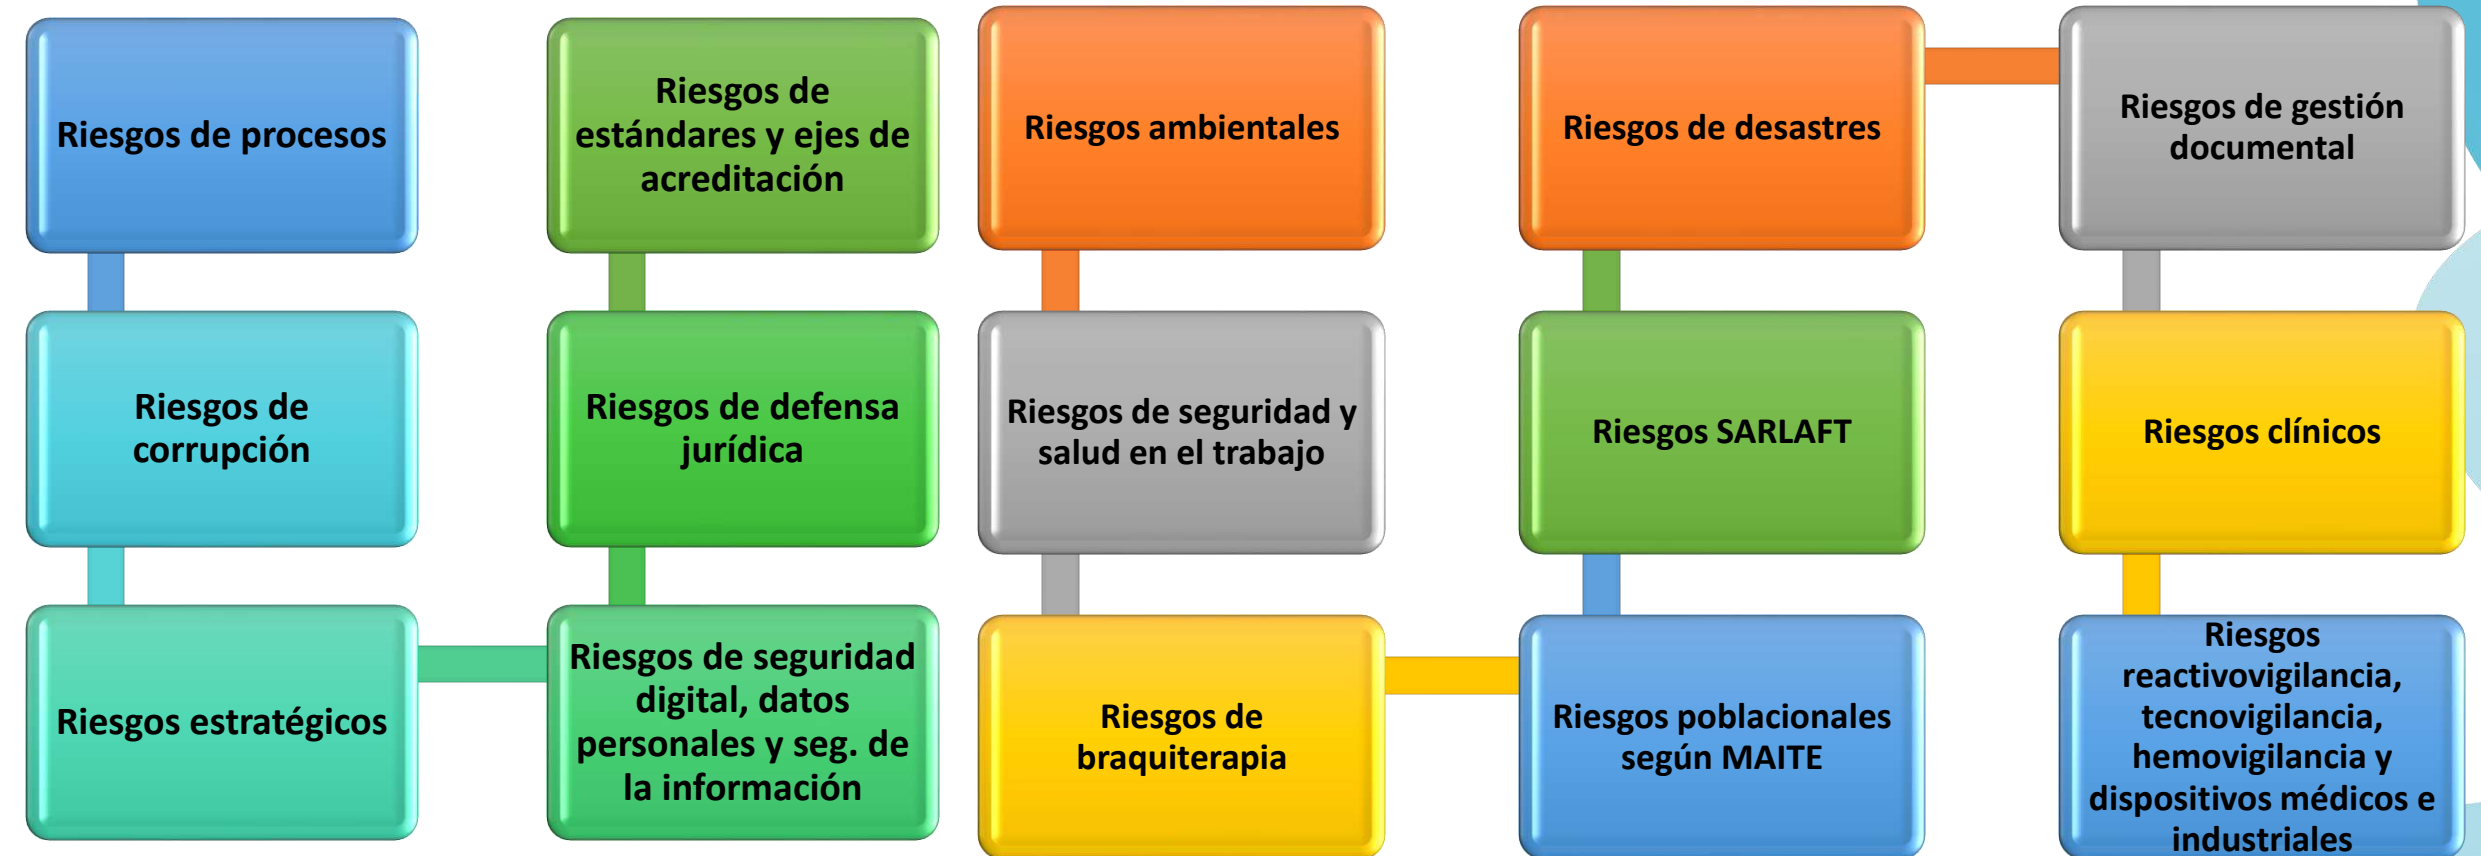 Riesgos de procesos
Riesgos de
corrupción
Riesgos estratégicos
Riesgos de
estándares y ejes de
acreditación
Riesgos de defensa
jurídica
Riesgos de seguridad
digital, datos
personales y seg. de
la información
Riesgos ambientales
Riesgos de seguridad y
salud en el trabajo
Riesgos de
braquiterapia
Riesgos de desastres
Riesgos SARLAFT
Riesgos poblacionales
según MAITE
Riesgos de gestión
documental
Riesgos clínicos
Riesgos
reactivovigilancia,
tecnovigilancia,
hemovigilancia y
dispositivos médicos e
industriales